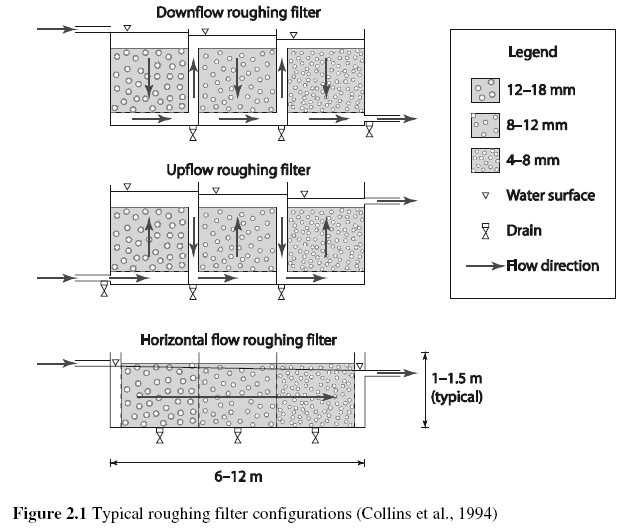 Downflow roughing filter
Legend
12–18 mm
8–12 mm
4–8 mm
Water surface
Drain
Flow direction
Upflow roughing filter
Horizontal flow roughing filter
1–1.5 m
(typical)
6–12 m
Figure 2.1 Typical roughing filter configurations (Collins et al., 1994)